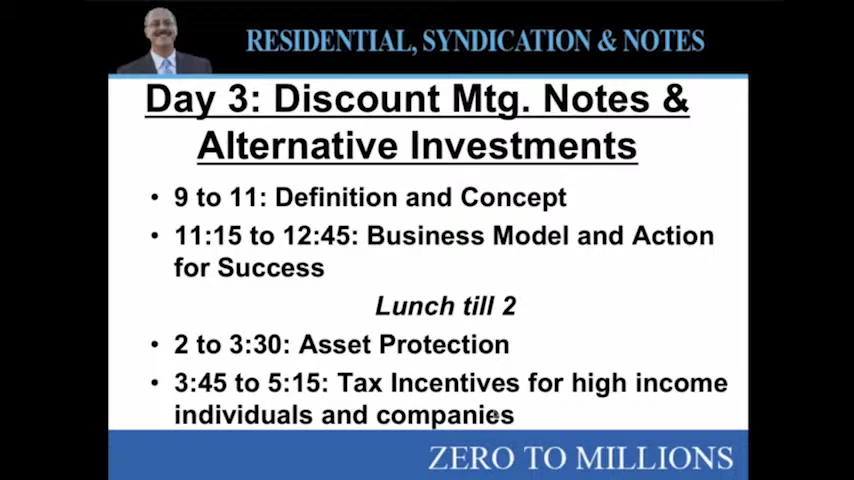 RESIDENTIAL, SYNDICATION & NOTES
Day 3: Discount Mtg. Notes &
Alternative Investments
• 9 to 11: Definition and Concept
• 11:15 to 12:45: Business Model and Action
for Success
Lunch till 2
• 2 to 3:30: Asset Protection
• 3:45 to 5:15: Tax Incentives for high income
individuals and companies
ZERO TO MILLIONS